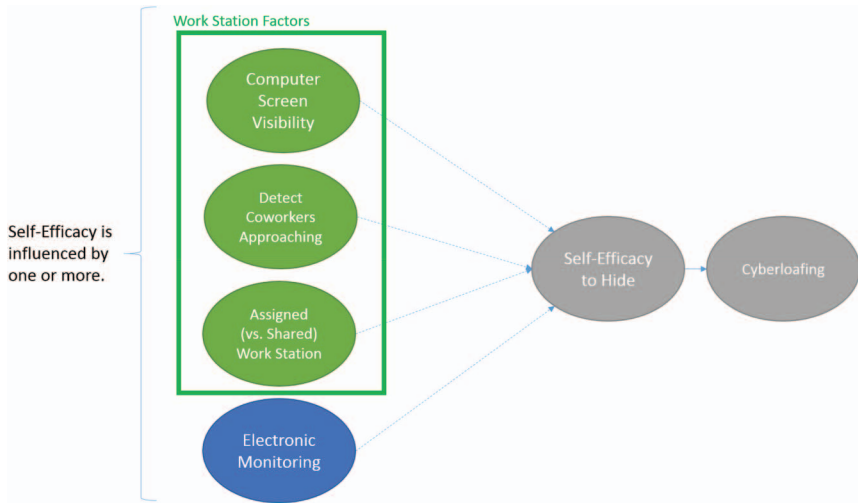 Work Station Factors
Computer
Screen
Visibility
Detect
Coworkers
Approaching
Self-Efficacy is
influenced by
one or more.
Self-Efficacy
to Hide
Cyberloafing
Assigned
(vs. Shared)
Work Station
Electronic
Monitoring